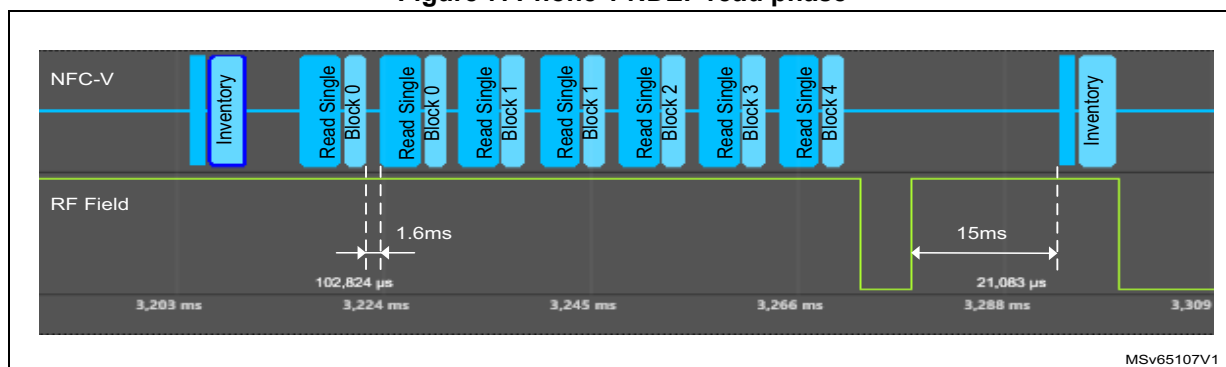 NFC-V
Inventory
Read Single
Block 0
Read Single
Block 0
Read Single
Block 1
Read Single
Block 1
Read Single
Block 2
Read Single
Block 3
Read Single
Block 4
Inventory
RF Field
1.6ms
15ms
102,824 µs
21,083 µs
3,203 ms
3,224 ms
3,245 ms
3,266 ms
3,288 ms
3,309
MSv65107V1